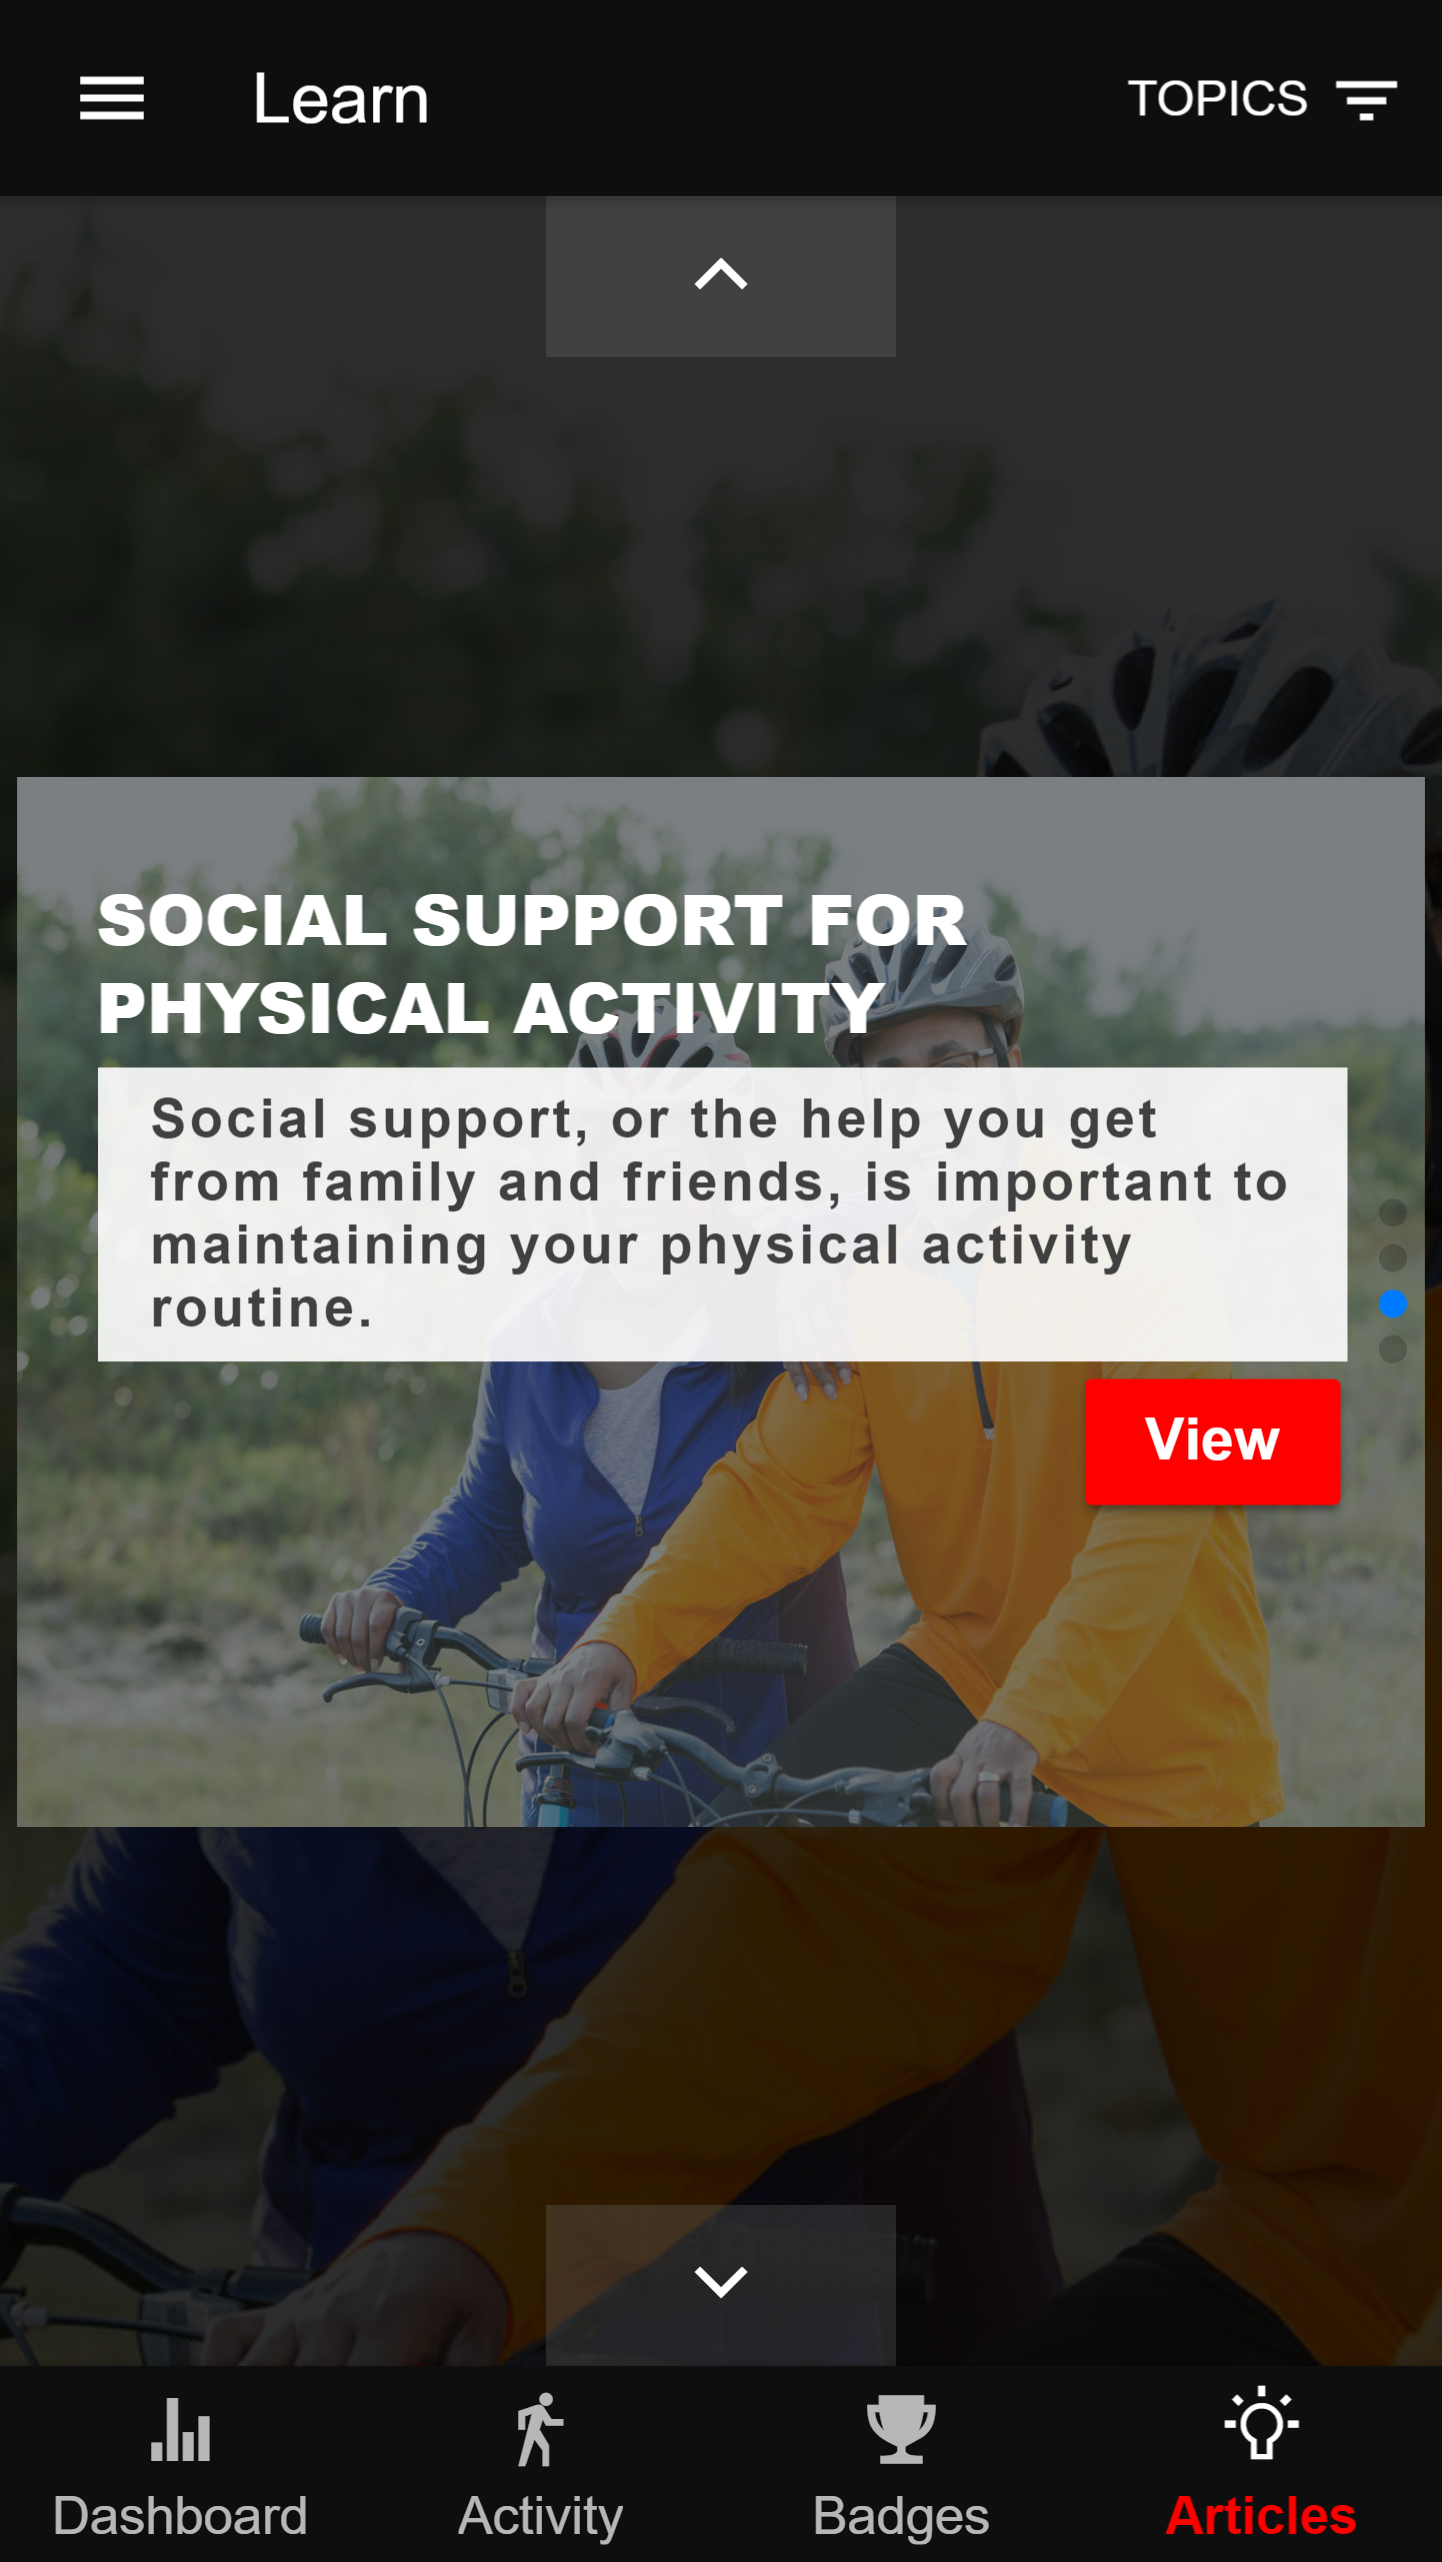 Learn
TOPICS
SOCIAL SUPPORT FOR
PHYSICAL ACTIVITY
Social support, or the help you get
from family and friends, is important to
maintaining your physical activity
routine.
View
Dashboard
Activity
Badges
Articles